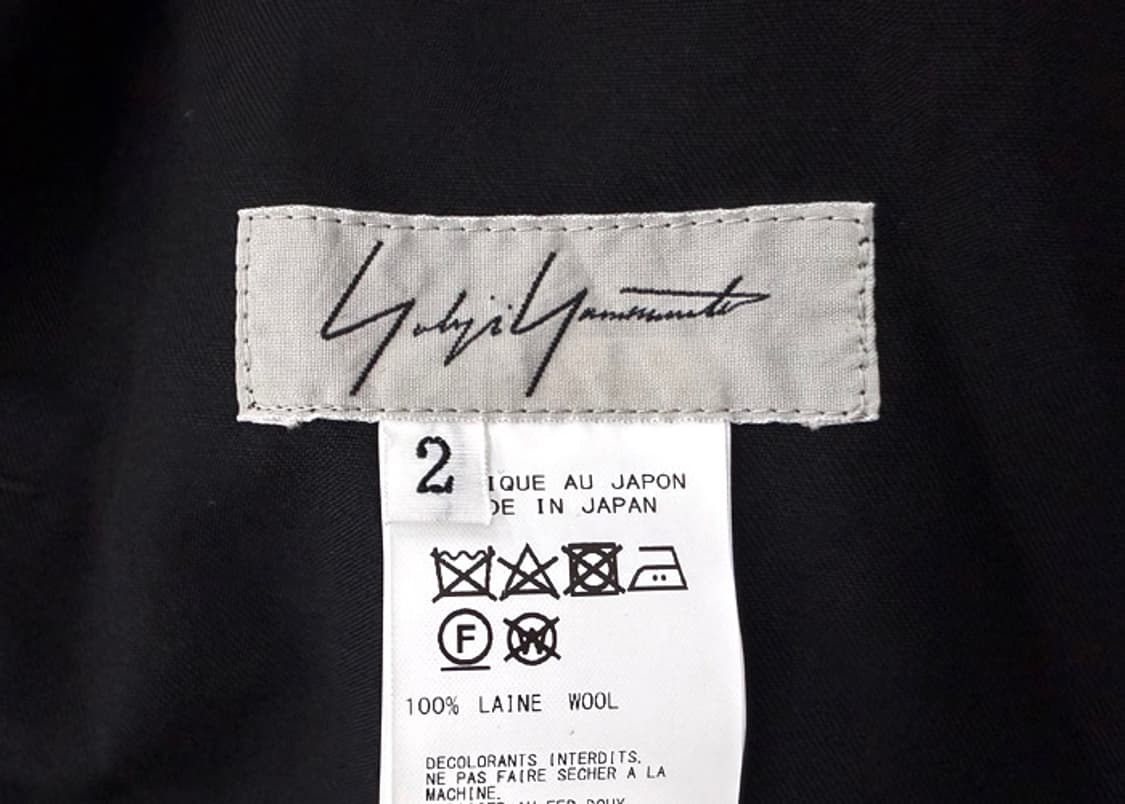 Yohji Yamamoto
2
IQUE AU JAPON
DE IN JAPAN
F W
100% LAINE WOOL
DECOLORANTS INTERDITS.
NE PAS FAIRE SECHER A LA
MACHINE.